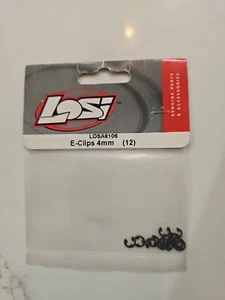 LOSI
GENUINE PARTS
& ACCESSORIES
LOSA6106
E-Clips 4mm (12)